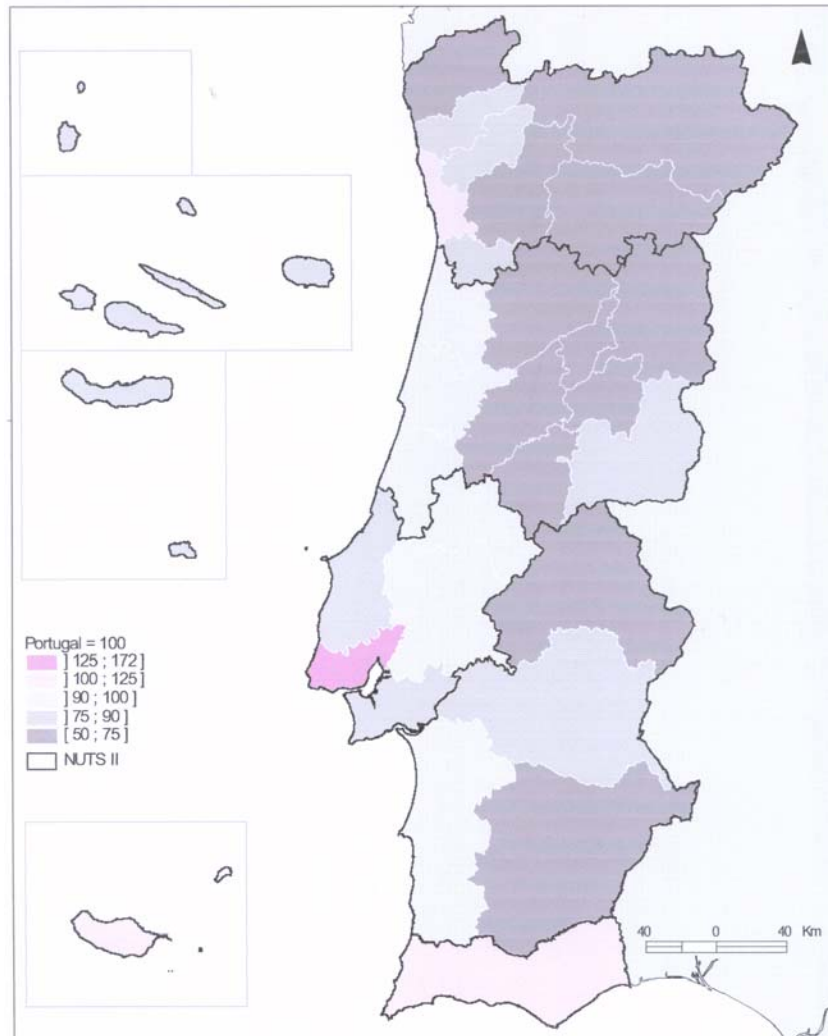 Portugal = 100
] 125 ; 172 ]
] 100 ; 125 ]
] 90 ; 100 ]
] 75 ; 90 ]
[ 50 ; 75 ]
NUTS II
40 0 40 Km